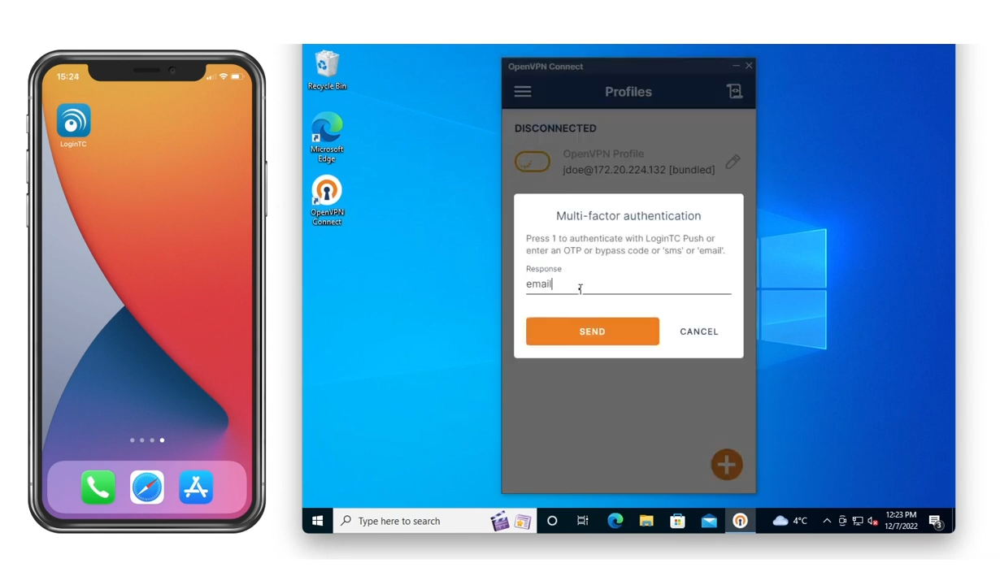 15:24
LoginTC
Recycle Bin
Microsoft
Edge
OpenVPN
Connect
OpenVPN Connect
Profiles
DISCONNECTED
OpenVPN Profile
jdoe@172.20.224.132 [bundled]
Multi-factor authentication
Press 1 to authenticate with LoginTC Push or
enter an OTP or bypass code or 'sms' or 'email'.
Response
email
SEND
CANCEL
Type here to search
4°C
12:23 PM
12/7/2022
3